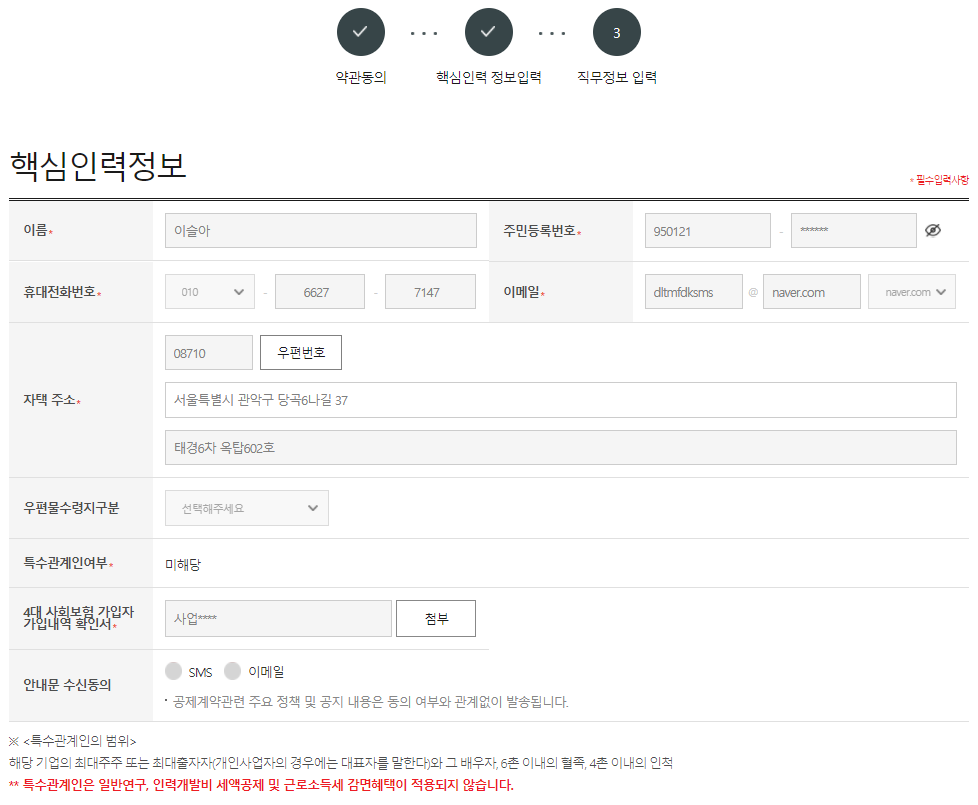 3
약관동의 핵심인력 정보입력 직무정보 입력
핵심인력정보
* 필수입력사항
이름* 이슬아 주민등록번호* 950121 - ******
휴대전화번호* 010 - 6627 - 7147 이메일* dltmfdksms @ naver.com naver.com
자택 주소* 08710 우편번호
서울특별시 관악구 당곡6나길 37
태경6차 옥탑602호
우편물수령지구분 선택해주세요
특수관계인여부* 미해당
4대 사회보험 가입자
가입내역 확인서* 사업**** 첨부
안내문 수신동의 SMS 이메일
· 공제계약관련 주요 정책 및 공지 내용은 동의 여부와 관계없이 발송됩니다.
※ <특수관계인의 범위>
해당 기업의 최대주주 또는 최대출자자(개인사업자의 경우에는 대표자를 말한다)와 그 배우자, 6촌 이내의 혈족, 4촌 이내의 인척
** 특수관계인은 일반연구, 인력개발비 세액공제 및 근로소득세 감면혜택이 적용되지 않습니다.